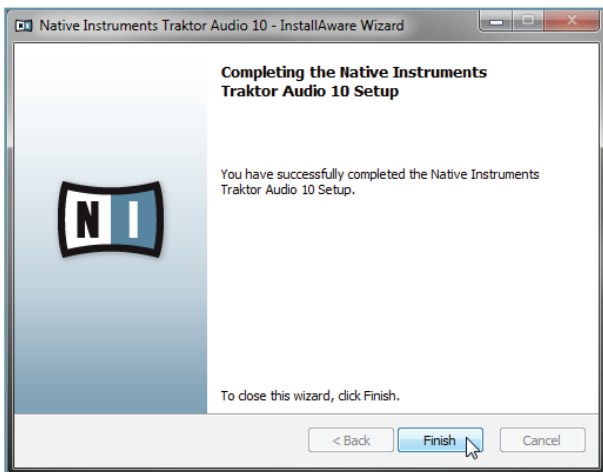 Native Instruments Traktor Audio 10 - InstallAware Wizard
Completing the Native Instruments
Traktor Audio 10 Setup
You have successfully completed the Native Instruments
Traktor Audio 10 Setup.
N I
To close this wizard, click Finish.
< Back Finish Cancel